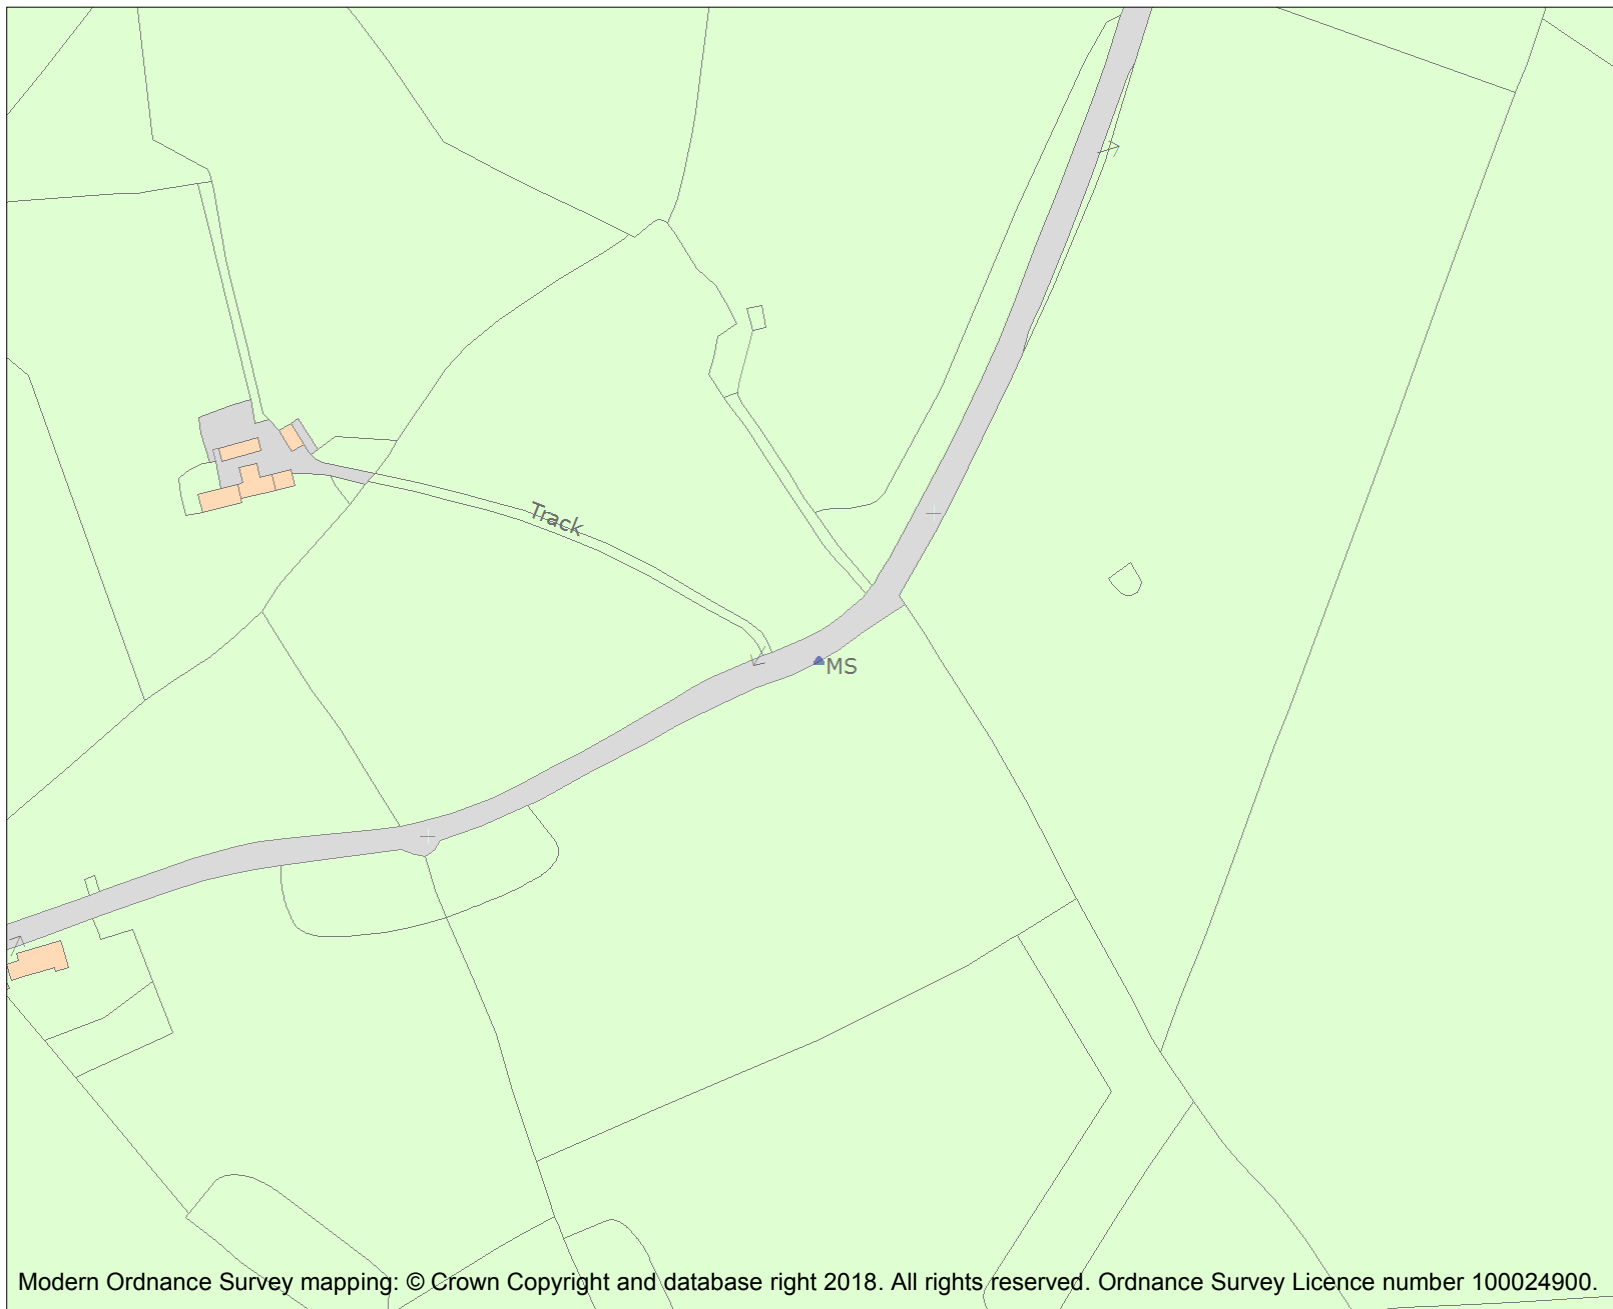 Track
MS
Modern Ordnance Survey mapping: © Crown Copyright and database right 2018. All rights reserved. Ordnance Survey Licence number 100024900.